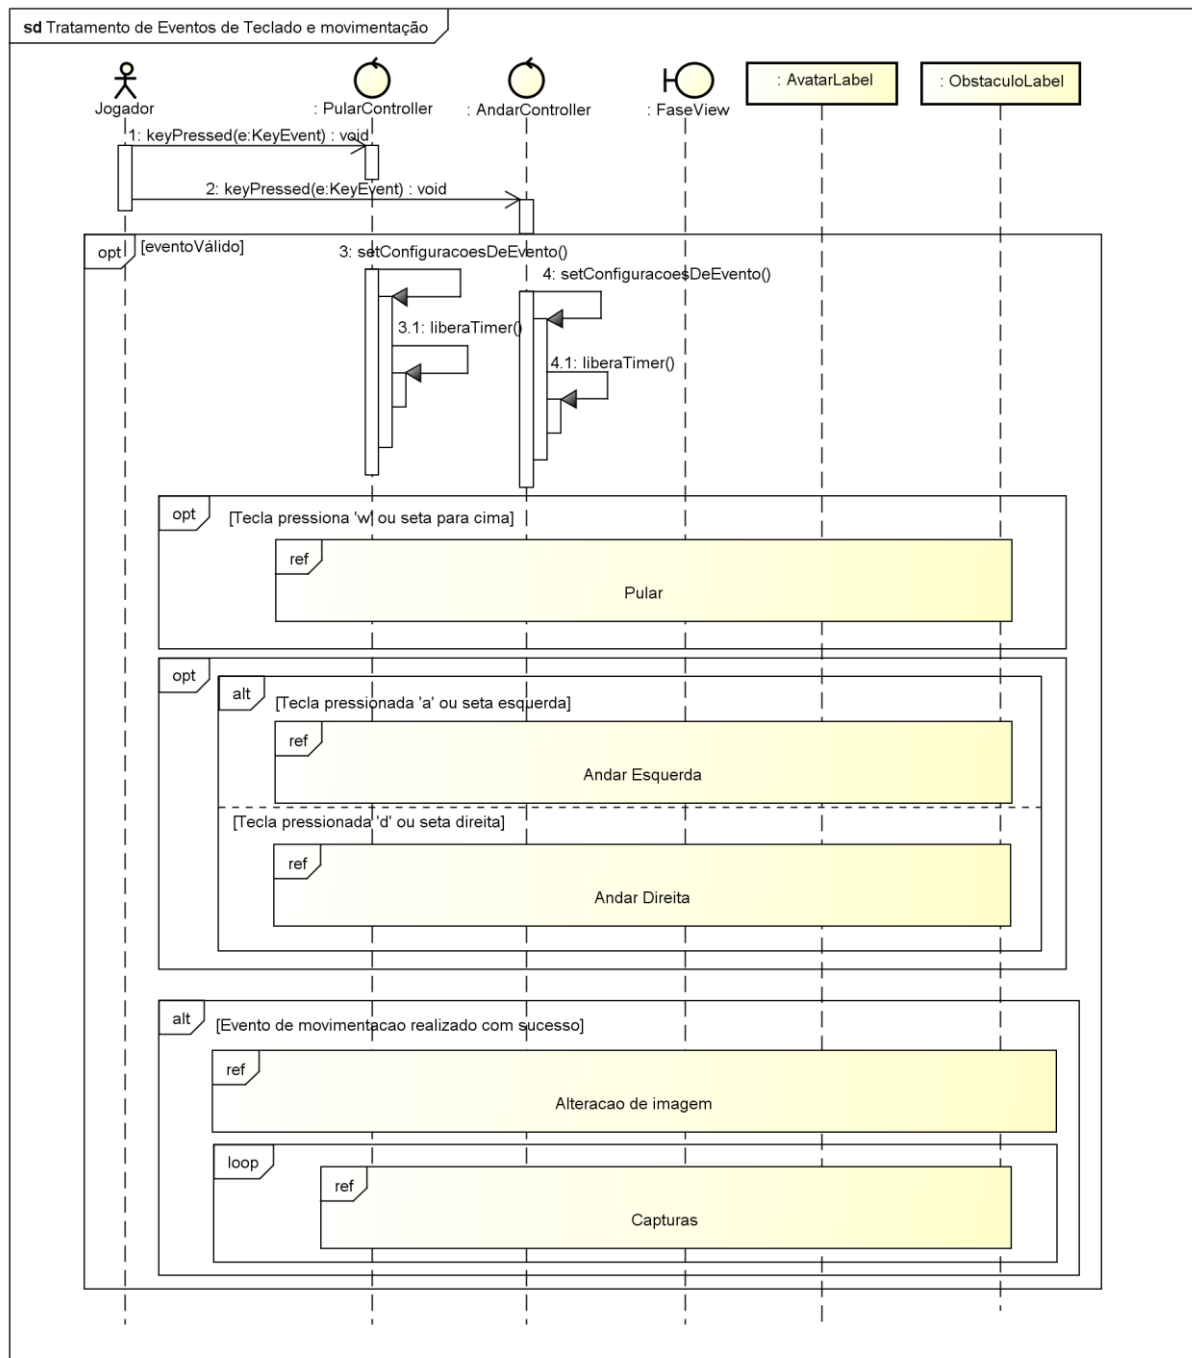 sd Tratamento de Eventos de Teclado e movimentação
Jogador
: PularController
: AndarController
: FaseView
: AvatarLabel
: ObstaculoLabel
1: keyPressed(e:KeyEvent) : void
2: keyPressed(e:KeyEvent) : void
opt
[eventoVálido]
3: setConfiguracoesDeEvento()
4: setConfiguracoesDeEvento()
3.1: liberaTimer()
4.1: liberaTimer()
opt
[Tecla pressiona 'w' ou seta para cima]
ref
Pular
opt
alt
[Tecla pressionada 'a' ou seta esquerda]
ref
Andar Esquerda
[Tecla pressionada 'd' ou seta direita]
ref
Andar Direita
alt
[Evento de movimentacao realizado com sucesso]
ref
Alteracao de imagem
loop
ref
Capturas